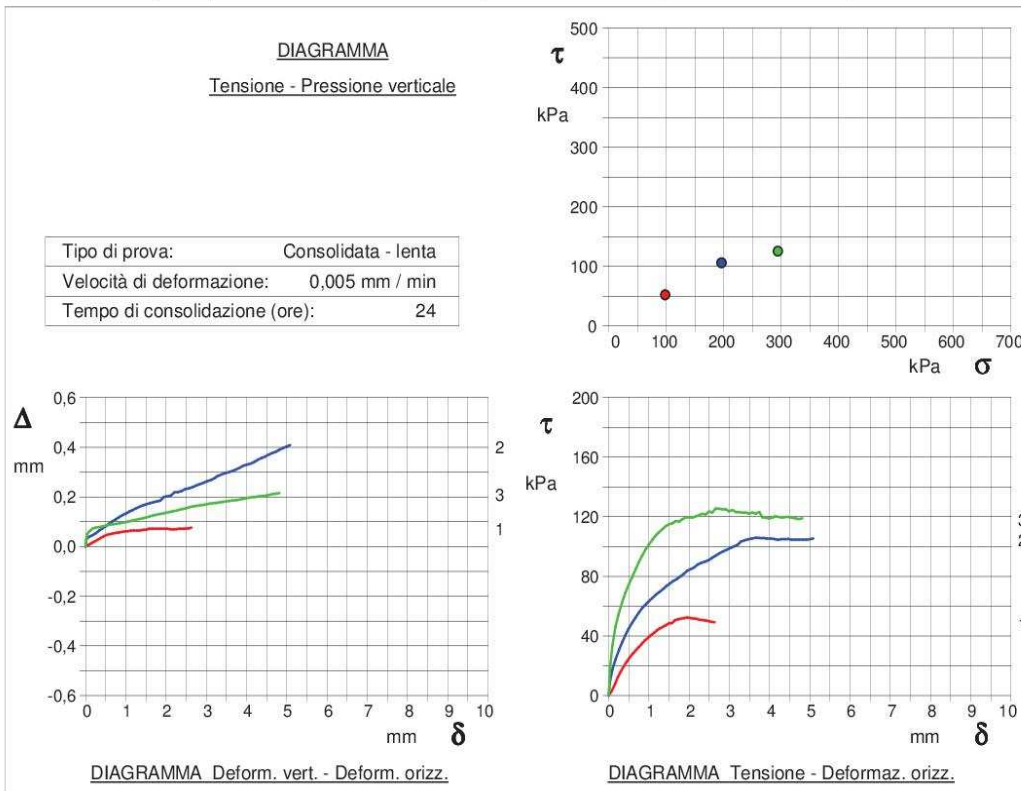 DIAGRAMMA
Tensione - Pressione verticale
Tipo di prova: Consolidata - lenta
Velocità di deformazione: 0,005 mm / min
Tempo di consolidazione (ore): 24
τ
kPa
500
400
300
200
100
0
0 100 200 300 400 500 600 700
kPa σ
Δ
mm
0,6
0,4
0,2
0,0
-0,2
-0,4
-0,6
2
3
1
0 1 2 3 4 5 6 7 8 9 10
mm δ
DIAGRAMMA Deform. vert. - Deform. orizz.
τ
kPa
200
160
120
80
40
0
0 1 2 3 4 5 6 7 8 9 10
mm δ
DIAGRAMMA Tensione - Deformaz. orizz.